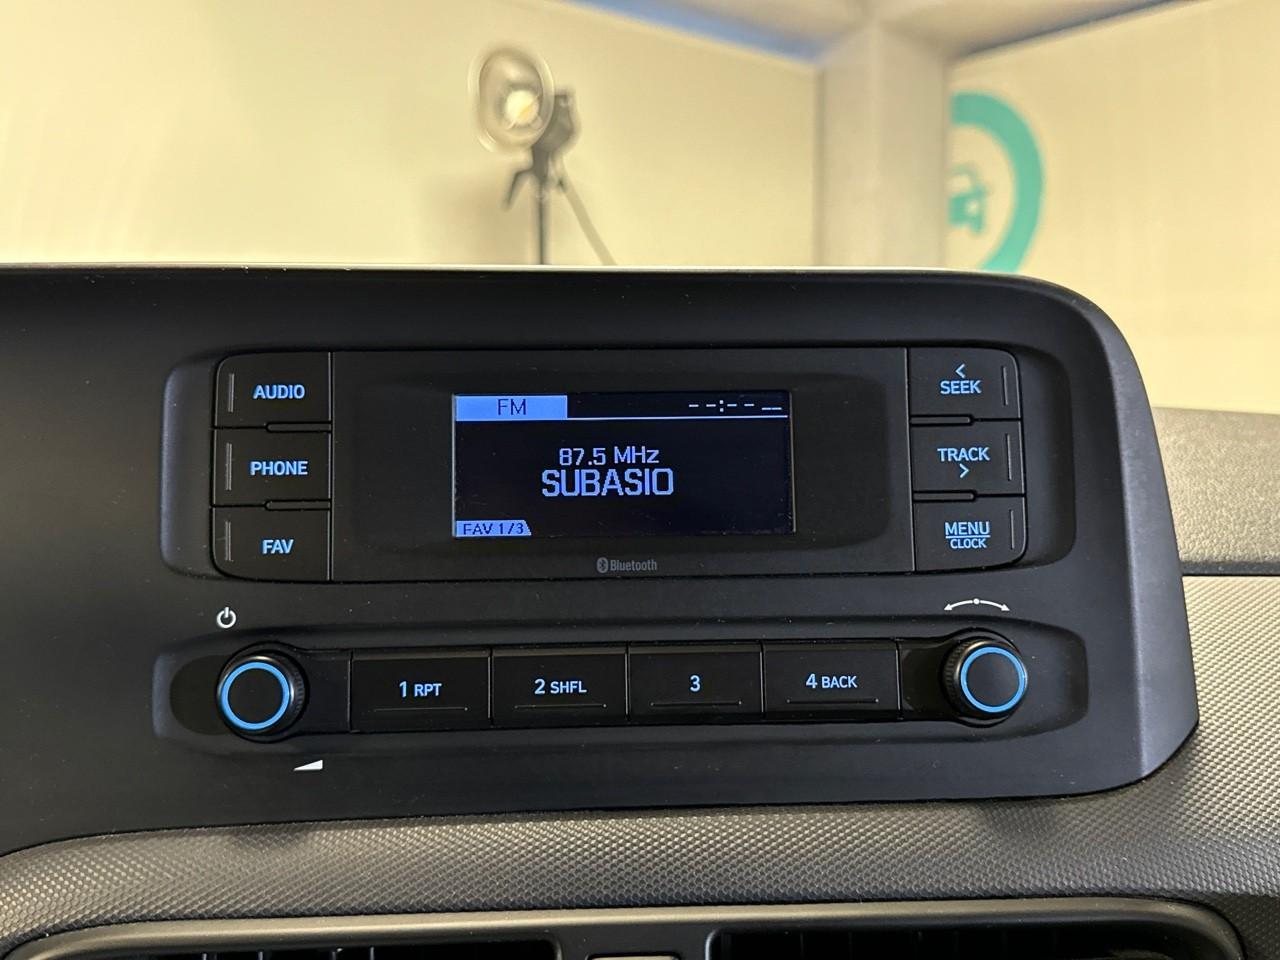 AUDIO
PHONE
FAV
FM
--:-- __
87.5 MHz
SUBASIO
FAV 1/3
Bluetooth
<
SEEK
TRACK
>
MENU
CLOCK
1 RPT
2 SHFL
3
4 BACK